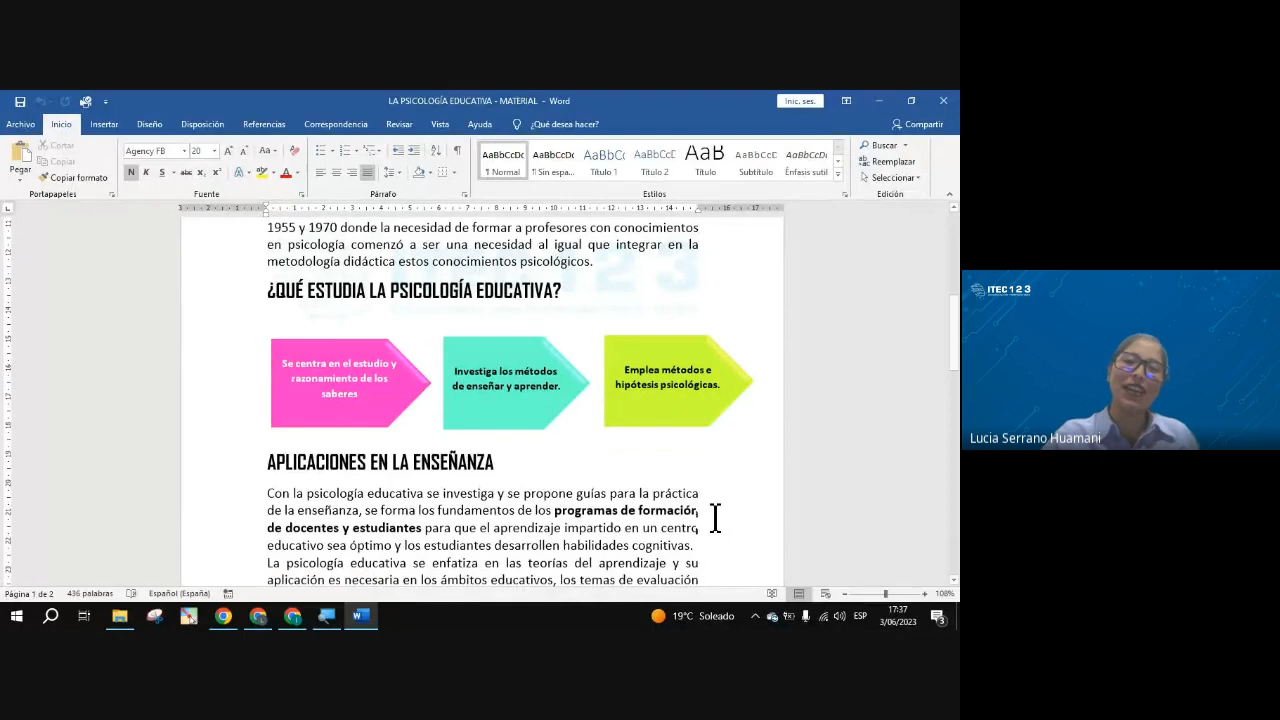 LA PSICOLOGÍA EDUCATIVA - MATERIAL - Word
Inic. ses.
Archivo Inicio Insertar Diseño Disposición Referencias Correspondencia Revisar Vista Ayuda ¿Qué desea hacer? Compartir
Pegar
Cortar
Copiar
Copiar formato
Portapapeles
Agency FB 20
N K S abc x₂ x²
Fuente
Párrafo
AaBbCcDc AaBbCcDc AaBbCc AaBbCcD AaB AaBbCcD AaBbCcDc
1 Normal 1 Sin espa... Título 1 Título 2 Título Subtítulo Énfasis sutil
Estilos
Buscar
Reemplazar
Seleccionar
Edición
1955 y 1970 donde la necesidad de formar a profesores con conocimientos
en psicología comenzó a ser una necesidad al igual que integrar en la
metodología didáctica estos conocimientos psicológicos.
¿QUÉ ESTUDIA LA PSICOLOGÍA EDUCATIVA?
Se centra en el estudio y
razonamiento de los
saberes
Investiga los métodos
de enseñar y aprender.
Emplea métodos e
hipótesis psicológicas.
APLICACIONES EN LA ENSEÑANZA
Con la psicología educativa se investiga y se propone guías para la práctica
de la enseñanza, se forma los fundamentos de los programas de formación
de docentes y estudiantes para que el aprendizaje impartido en un centro
educativo sea óptimo y los estudiantes desarrollen habilidades cognitivas.
La psicología educativa se enfatiza en las teorías del aprendizaje y su
aplicación es necesaria en los ámbitos educativos, los temas de evaluación
Página 1 de 2 436 palabras Español (España) 108%
19°C Soleado ESP
17:37
3/06/2023
3
ITEC 1 2 3
Lucia Serrano Huamani